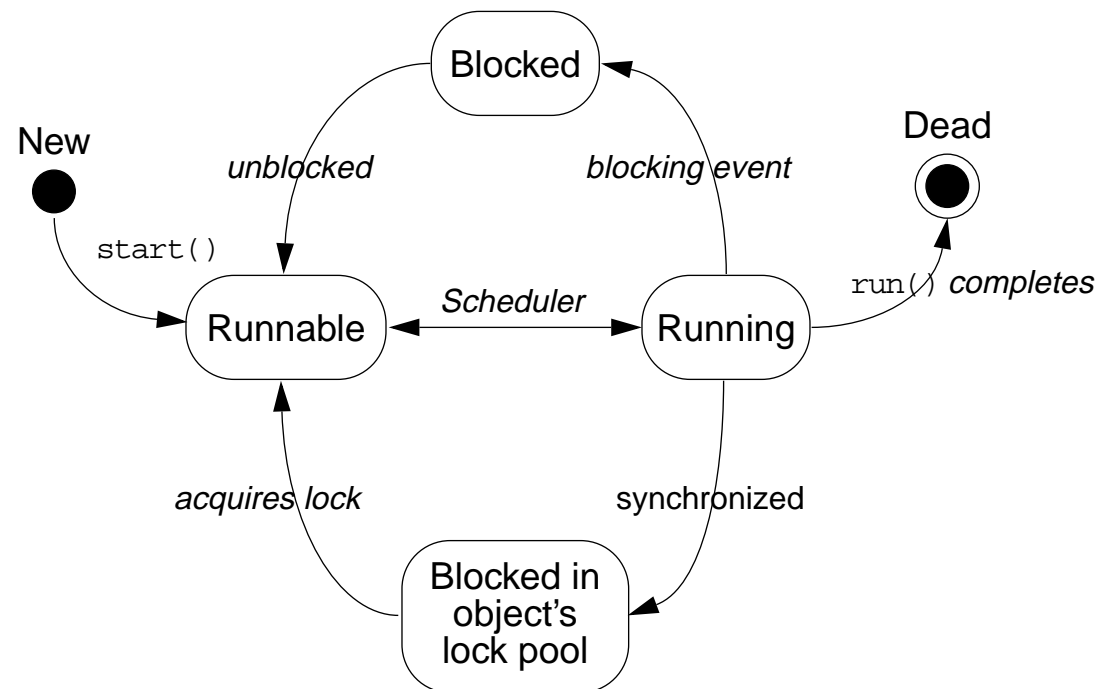 Blocked
New
Dead
unblocked
blocking event
start()
run() completes
Scheduler
Runnable
Running
acquires lock
synchronized
Blocked in
object's
lock pool